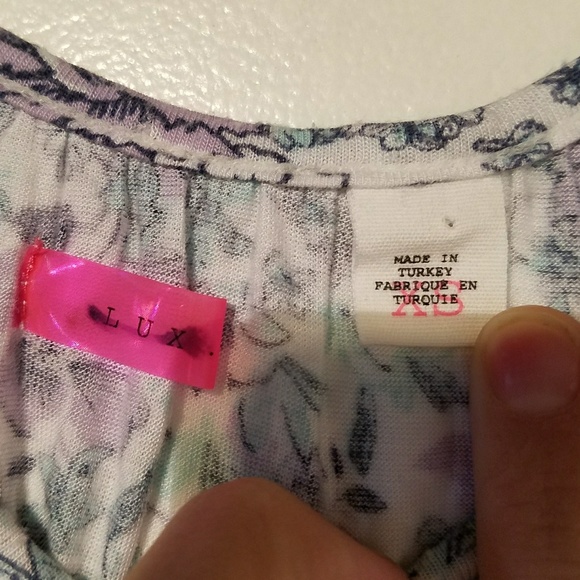 LUX.
MADE IN
TURKEY
FABRIQUE EN
TURQUIE
XS